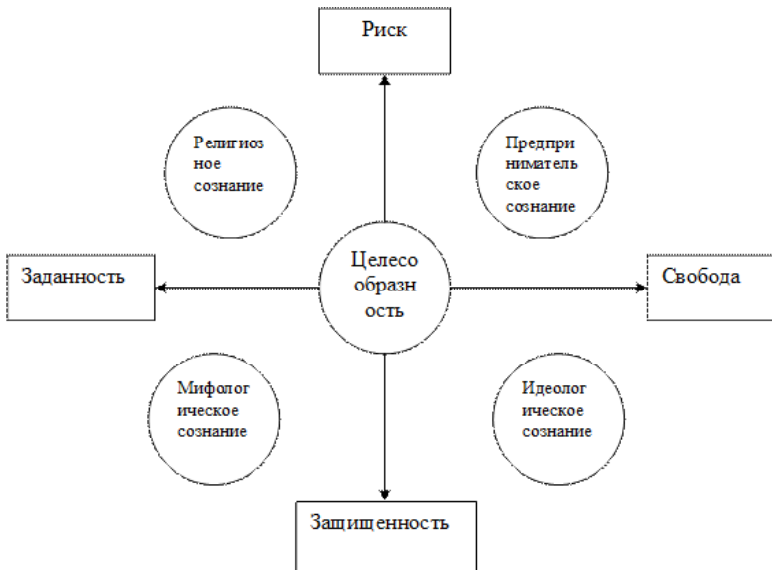 Риск
Религиоз
ное
сознание
Предпри
ниматель
ское
сознание
Заданность
Целесо
образн
ость
Свобода
Мифолог
ическое
сознание
Идеолог
ическое
сознание
Защищенность